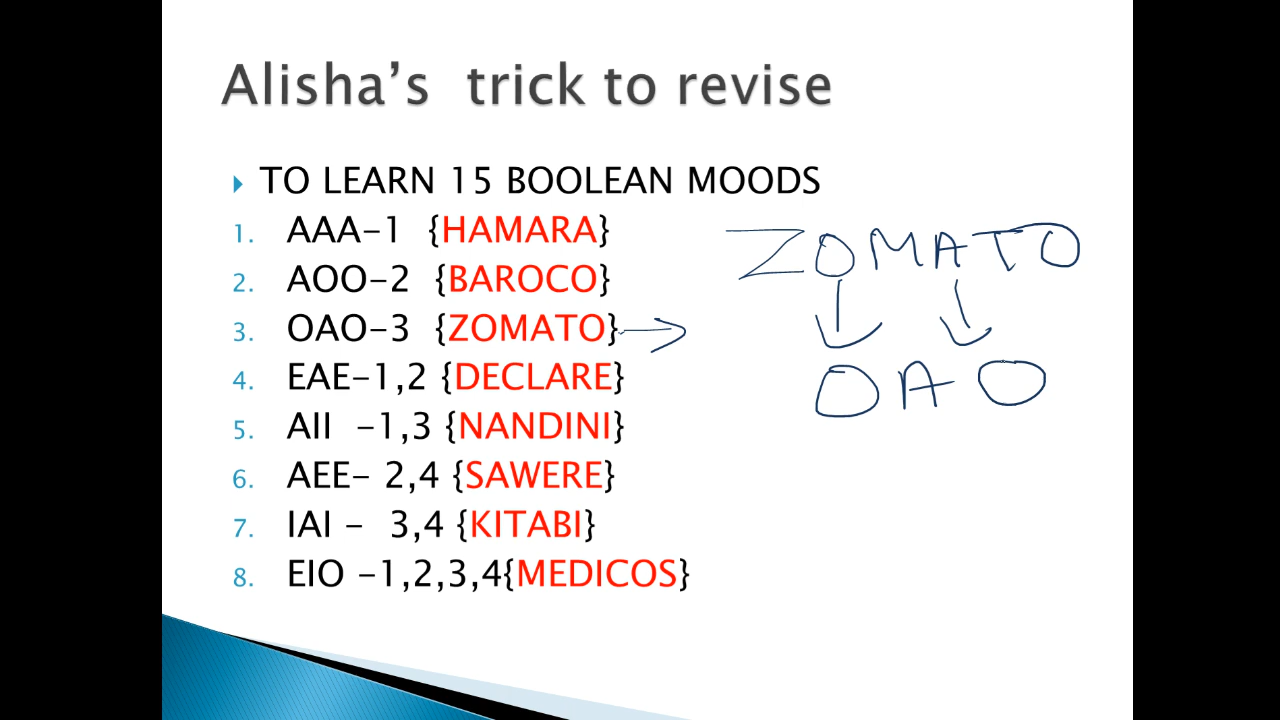 Alisha’s trick to revise
TO LEARN 15 BOOLEAN MOODS
1. AAA-1 {HAMARA}
2. AOO-2 {BAROCO}
3. OAO-3 {ZOMATO}
4. EAE-1,2 {DECLARE}
5. AII -1,3 {NANDINI}
6. AEE- 2,4 {SAWERE}
7. IAI - 3,4 {KITABI}
8. EIO -1,2,3,4{MEDICOS}
ZOMATO
OAO